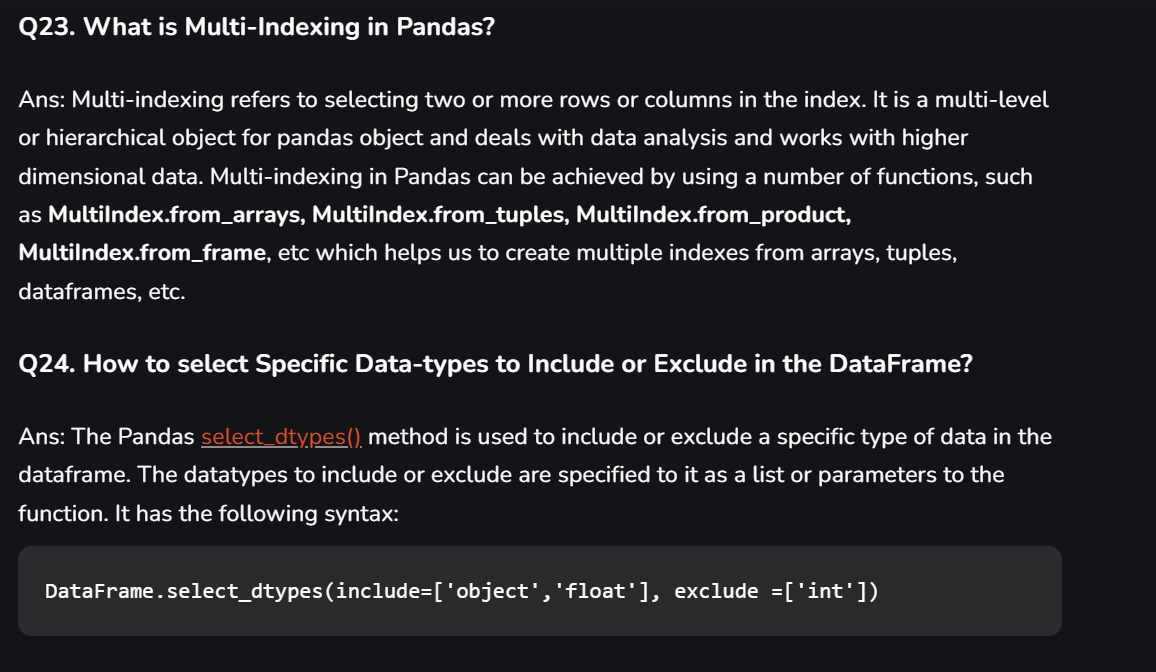 Q23. What is Multi-Indexing in Pandas?
Ans: Multi-indexing refers to selecting two or more rows or columns in the index. It is a multi-level
or hierarchical object for pandas object and deals with data analysis and works with higher
dimensional data. Multi-indexing in Pandas can be achieved by using a number of functions, such
as MultiIndex.from_arrays, MultiIndex.from_tuples, MultiIndex.from_product,
MultiIndex.from_frame, etc which helps us to create multiple indexes from arrays, tuples,
dataframes, etc.
Q24. How to select Specific Data-types to Include or Exclude in the DataFrame?
Ans: The Pandas select_dtypes() method is used to include or exclude a specific type of data in the
dataframe. The datatypes to include or exclude are specified to it as a list or parameters to the
function. It has the following syntax:
DataFrame.select_dtypes(include=['object','float'], exclude =['int'])